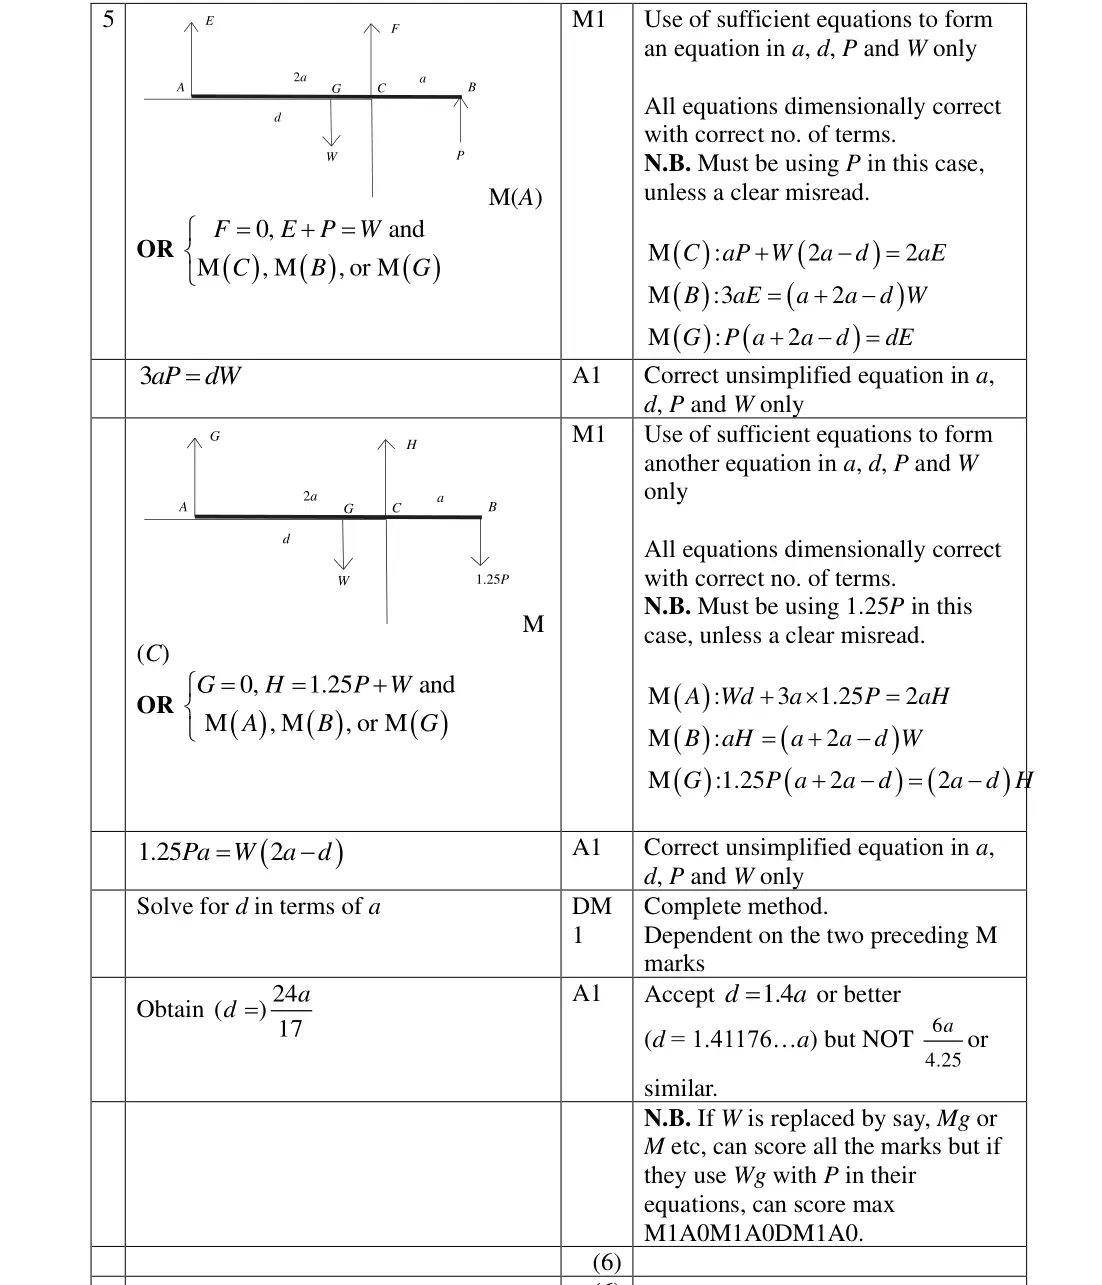 5
E
F
2a
a
A
G
C
B
d
W
P
M(A)
OR { F = 0, E + P = W and
M(C), M(B), or M(G)
M1
Use of sufficient equations to form
an equation in a, d, P and W only
All equations dimensionally correct
with correct no. of terms.
N.B. Must be using P in this case,
unless a clear misread.
M(C): aP + W(2a − d) = 2aE
M(B): 3aE = (a + 2a − d)W
M(G): P(a + 2a − d) = dE
3aP = dW
A1
Correct unsimplified equation in a,
d, P and W only
G
H
2a
a
A
G
C
B
d
W
1.25P
M
(C)
OR { G = 0, H = 1.25P + W and
M(A), M(B), or M(G)
M1
Use of sufficient equations to form
another equation in a, d, P and W
only
All equations dimensionally correct
with correct no. of terms.
N.B. Must be using 1.25P in this
case, unless a clear misread.
M(A): Wd + 3a × 1.25P = 2aH
M(B): aH = (a + 2a − d)W
M(G): 1.25P(a + 2a − d) = (2a − d)H
1.25Pa = W(2a − d)
A1
Correct unsimplified equation in a,
d, P and W only
Solve for d in terms of a
DM
1
Complete method.
Dependent on the two preceding M
marks
Obtain (d =) 24a/17
A1
Accept d = 1.4a or better
(d = 1.41176…a) but NOT 6a/4.25 or
similar.
N.B. If W is replaced by say, Mg or
M etc, can score all the marks but if
they use Wg with P in their
equations, can score max
M1A0M1A0DM1A0.
(6)